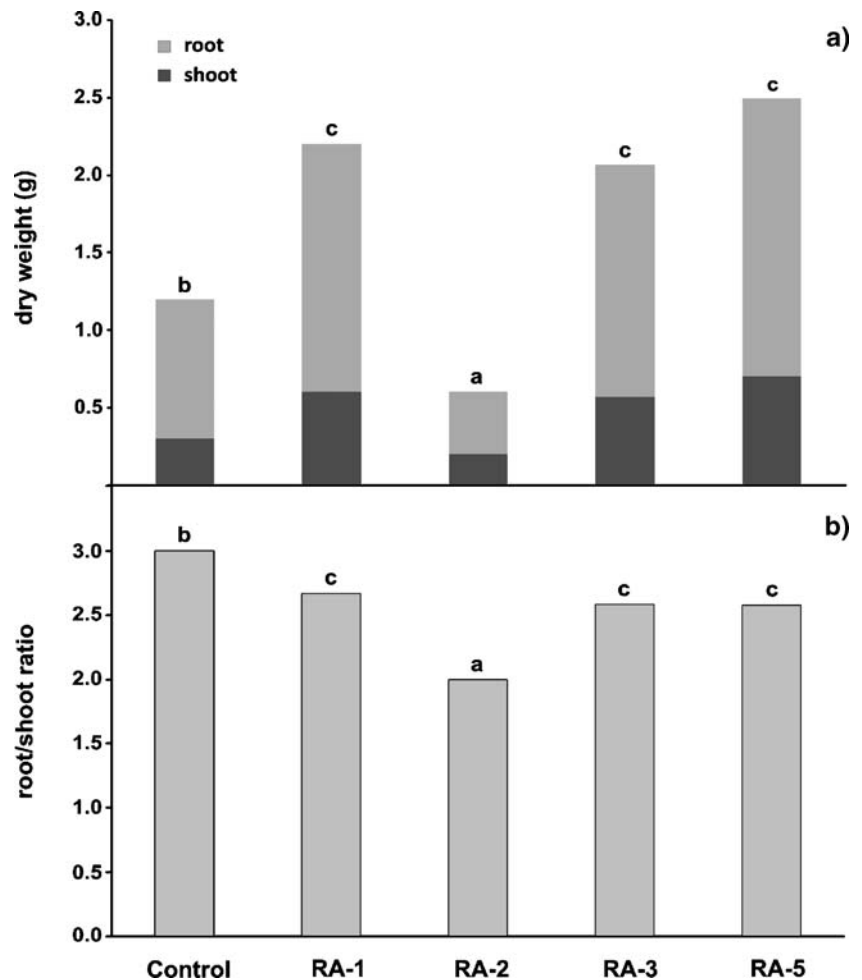 3.0
a)
root
shoot
2.5
c
c
2.0
c
dry weight (g)
1.5
b
1.0
a
0.5
b)
3.0
b
c
c
c
2.5
root/shoot ratio
2.0
a
1.5
1.0
0.5
0.0
Control RA-1 RA-2 RA-3 RA-5